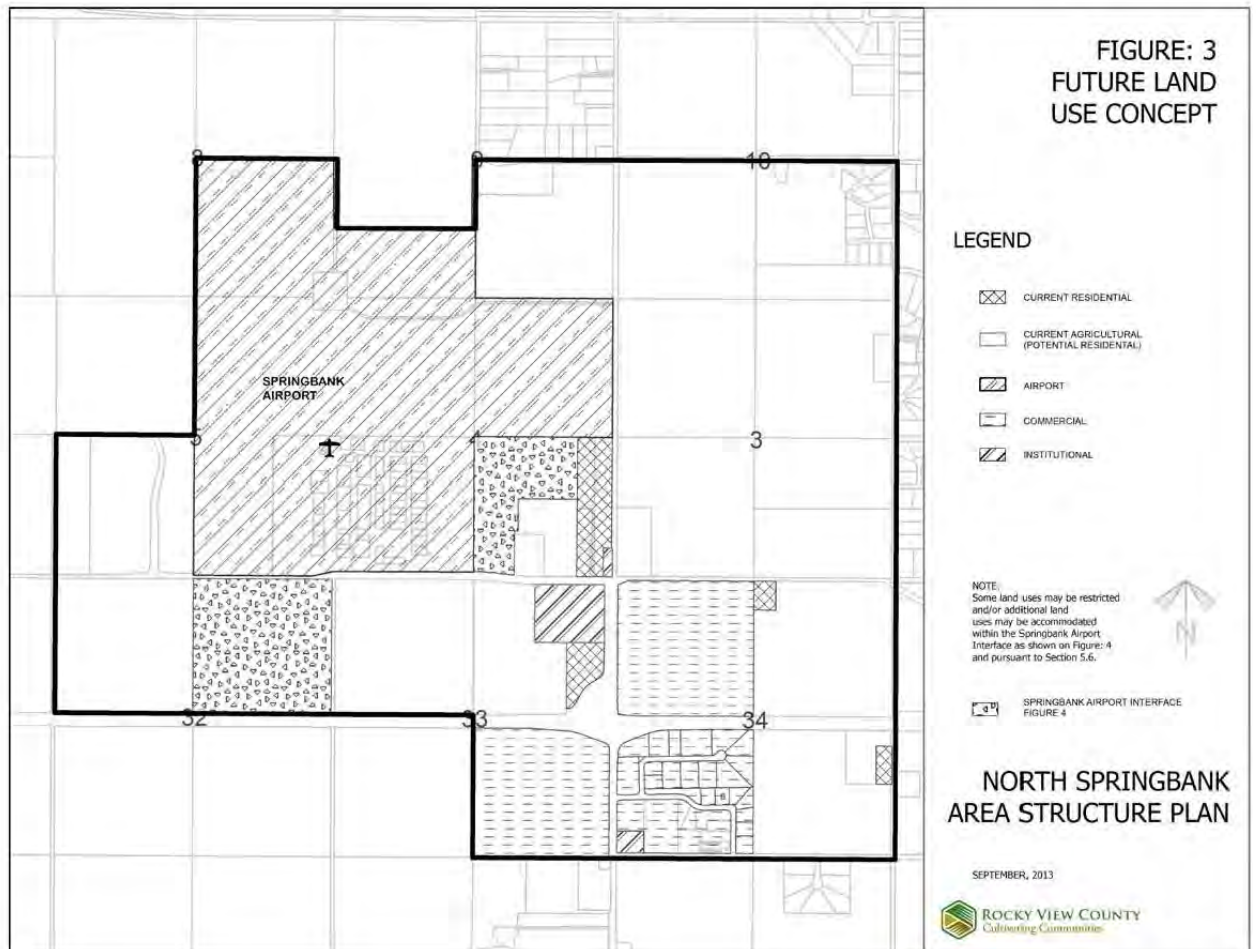 FIGURE: 3
FUTURE LAND
USE CONCEPT
8
9
10
SPRINGBANK
AIRPORT
5
4
3
32
33
34
LEGEND
CURRENT RESIDENTIAL
CURRENT AGRICULTURAL
(POTENTIAL RESIDENTAL)
AIRPORT
COMMERCIAL
INSTITUTIONAL
NOTE.
Some land uses may be restricted
and/or additional land
uses may be accommodated
within the Springbank Airport
Interface as shown on Figure: 4
and pursuant to Section 5.6.
N
SPRINGBANK AIRPORT INTERFACE
FIGURE 4
NORTH SPRINGBANK
AREA STRUCTURE PLAN
SEPTEMBER, 2013
ROCKY VIEW COUNTY
Cultivating Communities